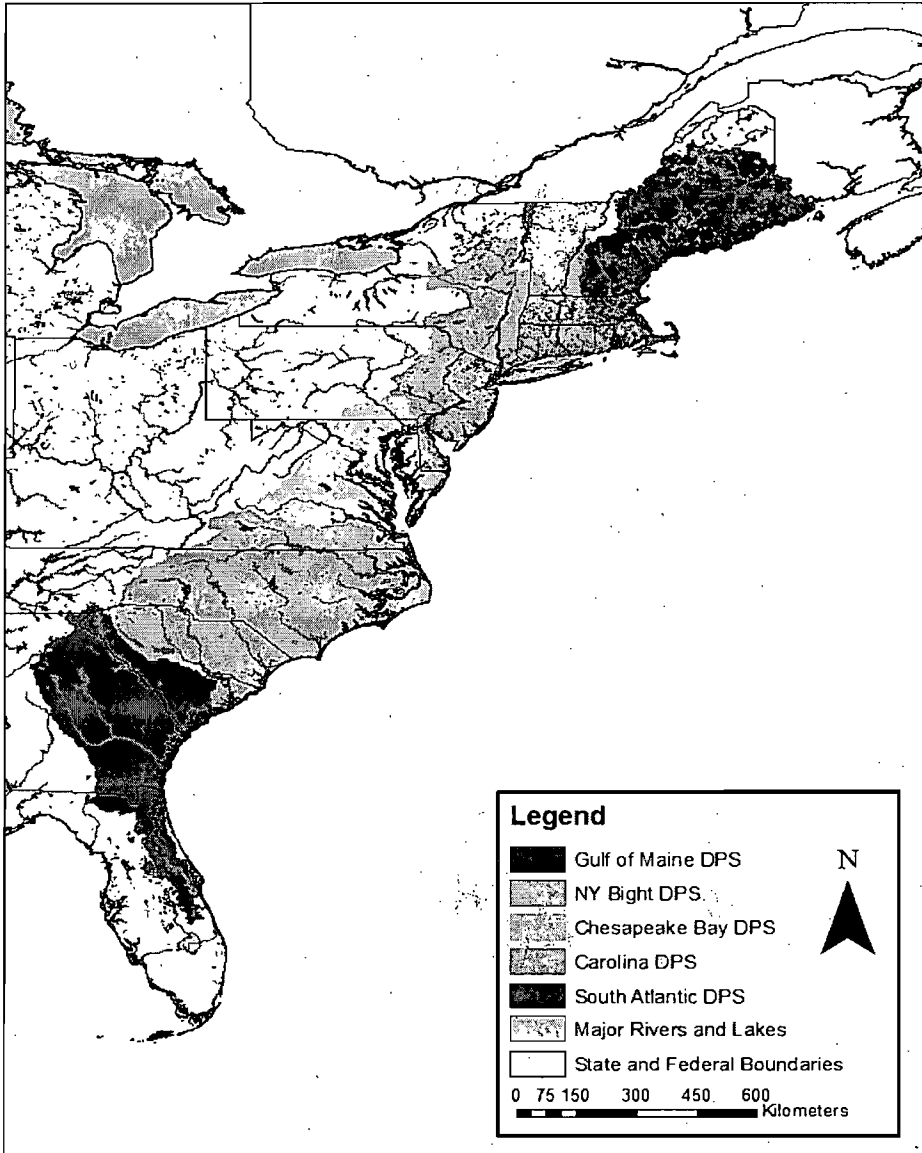 Legend
Gulf of Maine DPS
NY Bight DPS
Chesapeake Bay DPS
Carolina DPS
South Atlantic DPS
Major Rivers and Lakes
State and Federal Boundaries
N
0 75 150 300 450 600
Kilometers